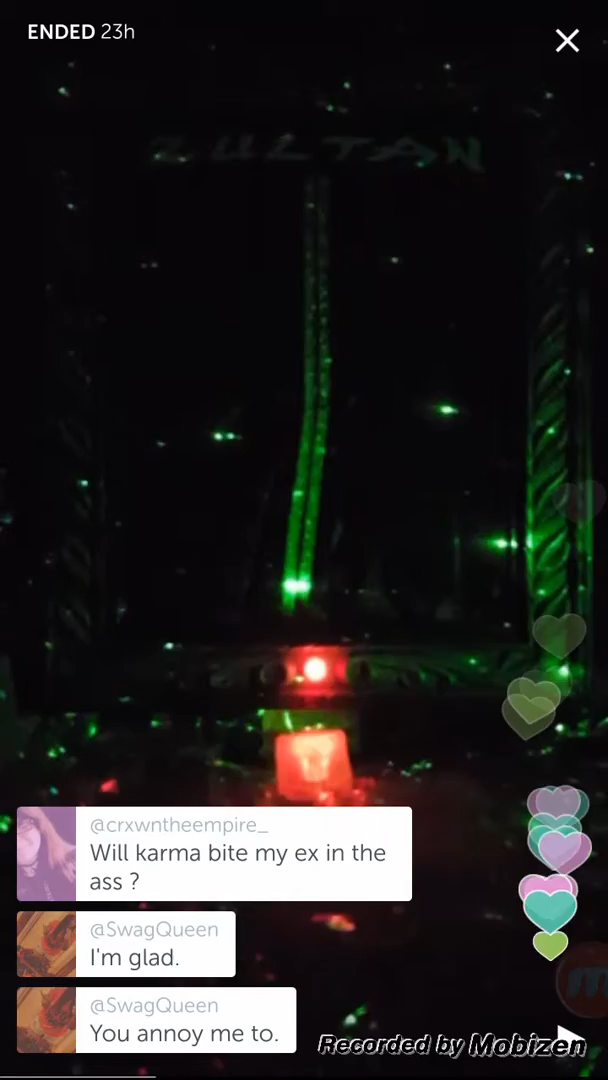 ENDED 23h
ZULTAN
@crxwntheempire_
Will karma bite my ex in the
ass ?
@SwagQueen
I'm glad.
@SwagQueen
You annoy me to.
Recorded by Mobizen